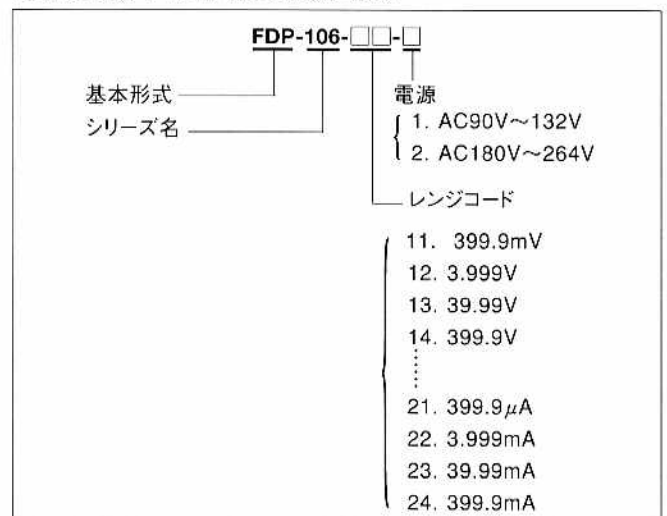 FDP-106-□□-□
基本形式
シリーズ名
電源
1. AC90V～132V
2. AC180V～264V
レンジコード
11. 399.9mV
12. 3.999V
13. 39.99V
14. 399.9V
21. 399.9μA
22. 3.999mA
23. 39.99mA
24. 399.9mA